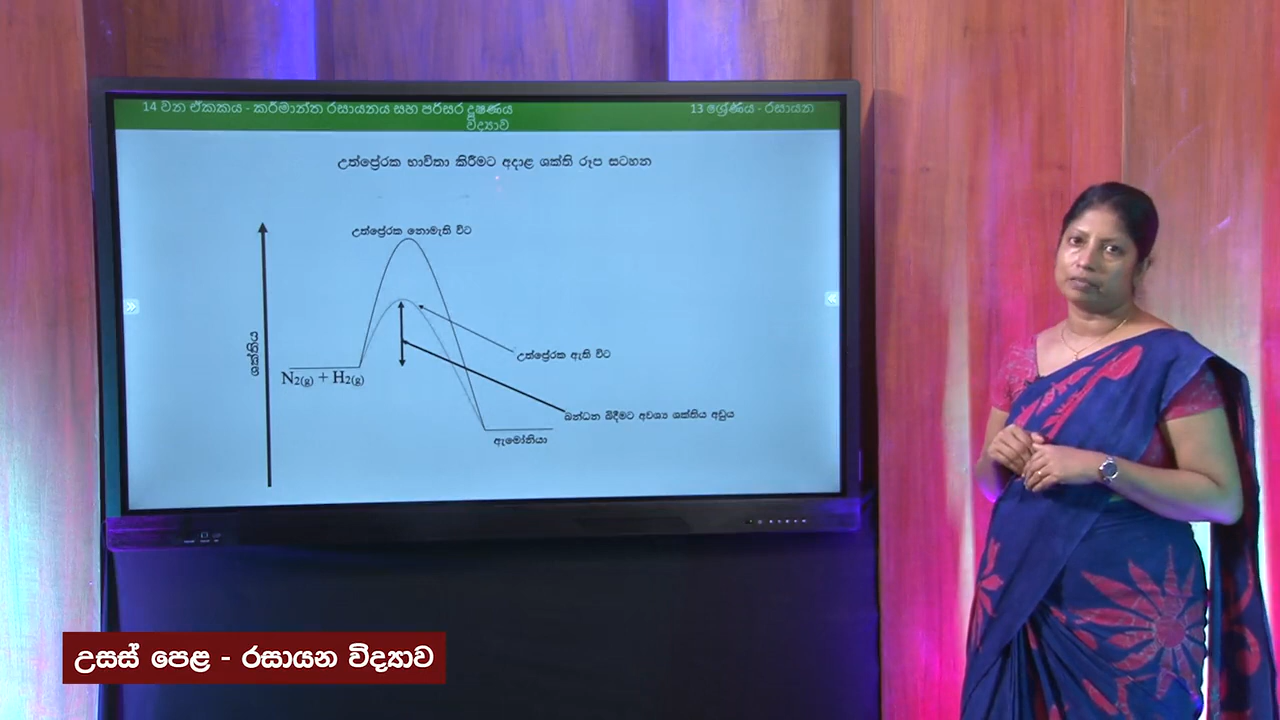 14 වන ඒකකය - කර්මාන්ත රසායනය සහ පරිසර දූෂණය
13 ශ්‍රේණිය - රසායන
විද්‍යාව
උත්ප්‍රේරක භාවිතා කිරීමට අදාළ ශක්ති රූප සටහන
උත්ප්‍රේරක නොමැති විට
ශක්තිය
උත්ප්‍රේරක ඇති විට
N2(g) + H2(g)
බන්ධන බිදීමට අවශ්‍ය ශක්තිය අඩුය
ඇමෝනියා
උසස් පෙළ - රසායන විද්‍යාව